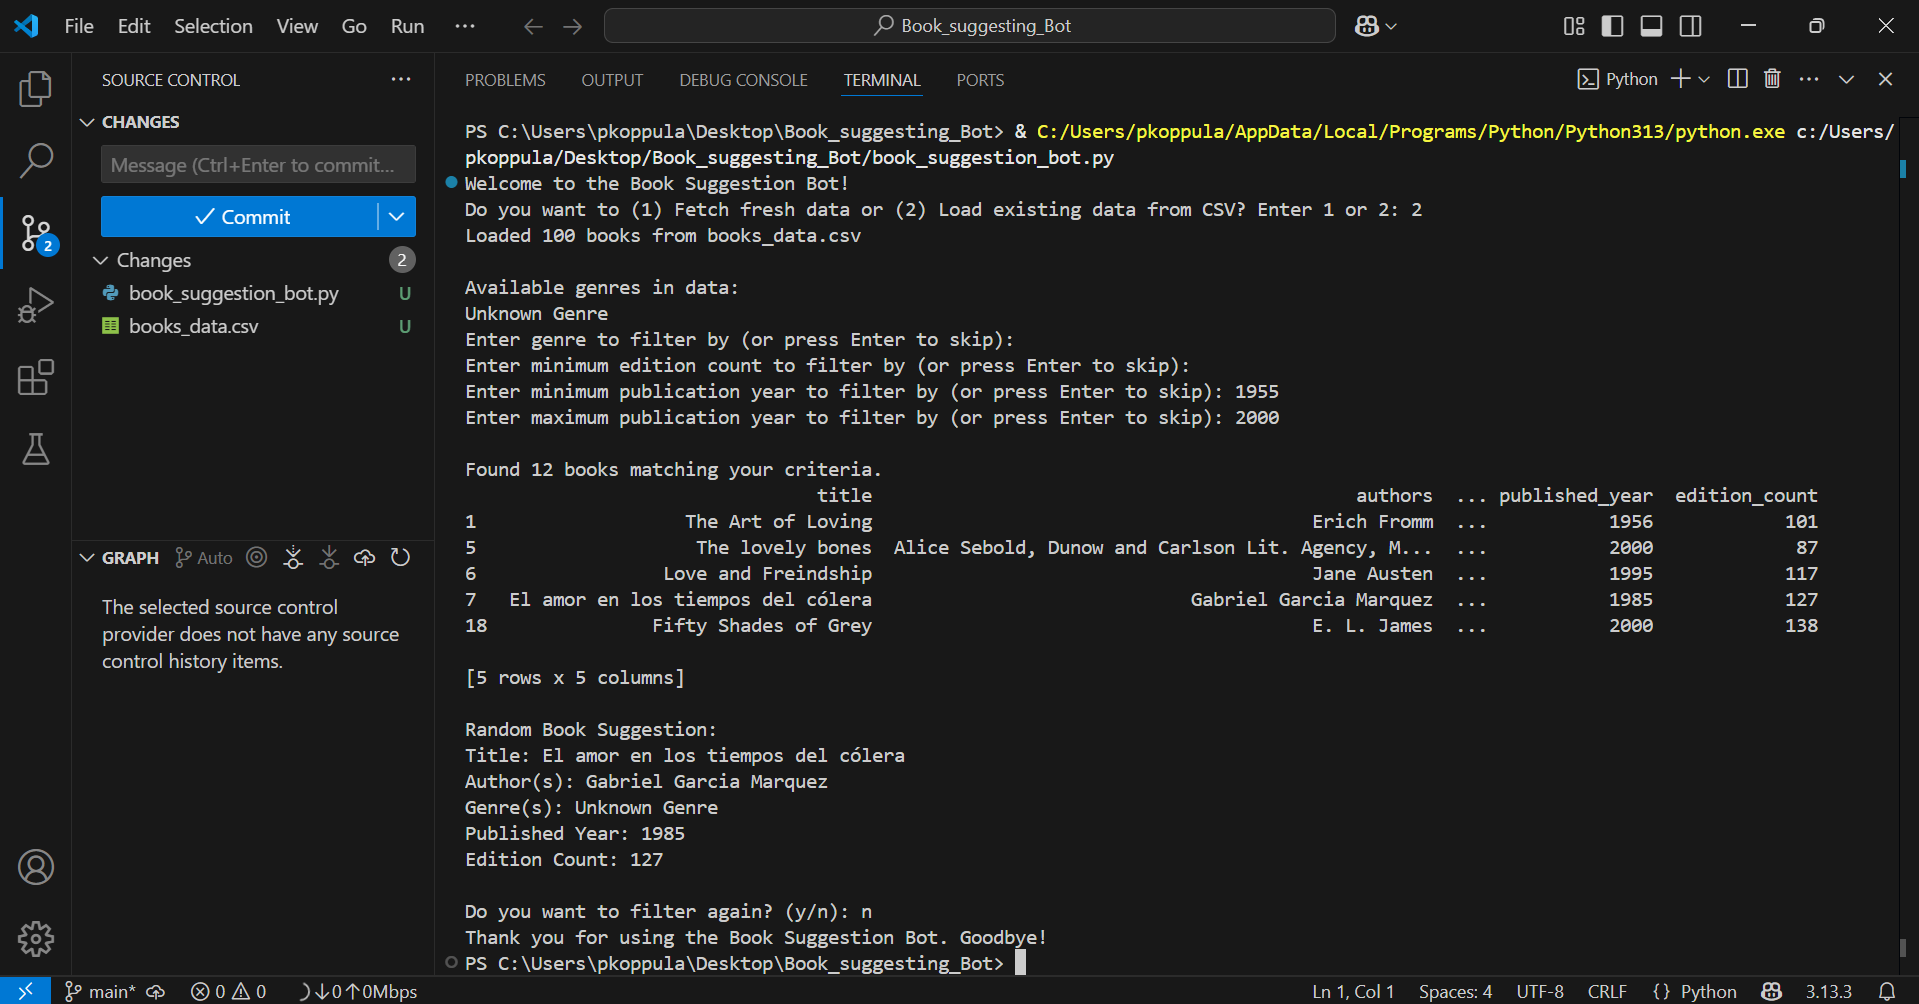 File Edit Selection View Go Run ... Book_suggesting_Bot
SOURCE CONTROL ...
CHANGES
Message (Ctrl+Enter to commit...
Commit
Changes 2
book_suggestion_bot.py U
books_data.csv U
2
GRAPH Auto
The selected source control
provider does not have any source
control history items.
PROBLEMS OUTPUT DEBUG CONSOLE TERMINAL PORTS Python ...
PS C:\Users\pkoppula\Desktop\Book_suggesting_Bot> & C:/Users/pkoppula/AppData/Local/Programs/Python/Python313/python.exe c:/Users/
pkoppula/Desktop/Book_suggesting_Bot/book_suggestion_bot.py
Welcome to the Book Suggestion Bot!
Do you want to (1) Fetch fresh data or (2) Load existing data from CSV? Enter 1 or 2: 2
Loaded 100 books from books_data.csv
Available genres in data:
Unknown Genre
Enter genre to filter by (or press Enter to skip):
Enter minimum edition count to filter by (or press Enter to skip):
Enter minimum publication year to filter by (or press Enter to skip): 1955
Enter maximum publication year to filter by (or press Enter to skip): 2000
Found 12 books matching your criteria.
title authors ... published_year edition_count
1 The Art of Loving Erich Fromm ... 1956 101
5 The lovely bones Alice Sebold, Dunow and Carlson Lit. Agency, M... ... 2000 87
6 Love and Freindship Jane Austen ... 1995 117
7 El amor en los tiempos del cólera Gabriel Garcia Marquez ... 1985 127
18 Fifty Shades of Grey E. L. James ... 2000 138
[5 rows x 5 columns]
Random Book Suggestion:
Title: El amor en los tiempos del cólera
Author(s): Gabriel Garcia Marquez
Genre(s): Unknown Genre
Published Year: 1985
Edition Count: 127
Do you want to filter again? (y/n): n
Thank you for using the Book Suggestion Bot. Goodbye!
PS C:\Users\pkoppula\Desktop\Book_suggesting_Bot>
main* 0 0 ↓0↑0Mbps Ln 1, Col 1 Spaces: 4 UTF-8 CRLF {} Python 3.13.3